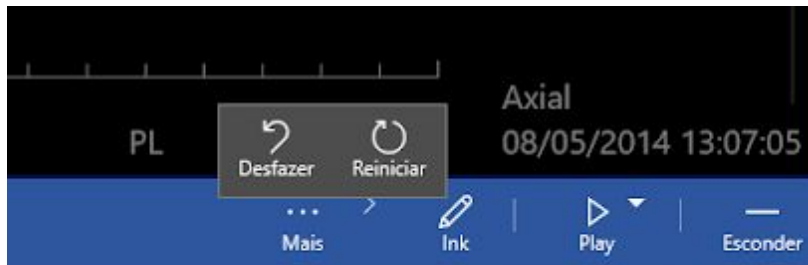 Axial
PL
08/05/2014 13:07:05
Desfazer
Reiniciar
Mais
Ink
Play
Esconder